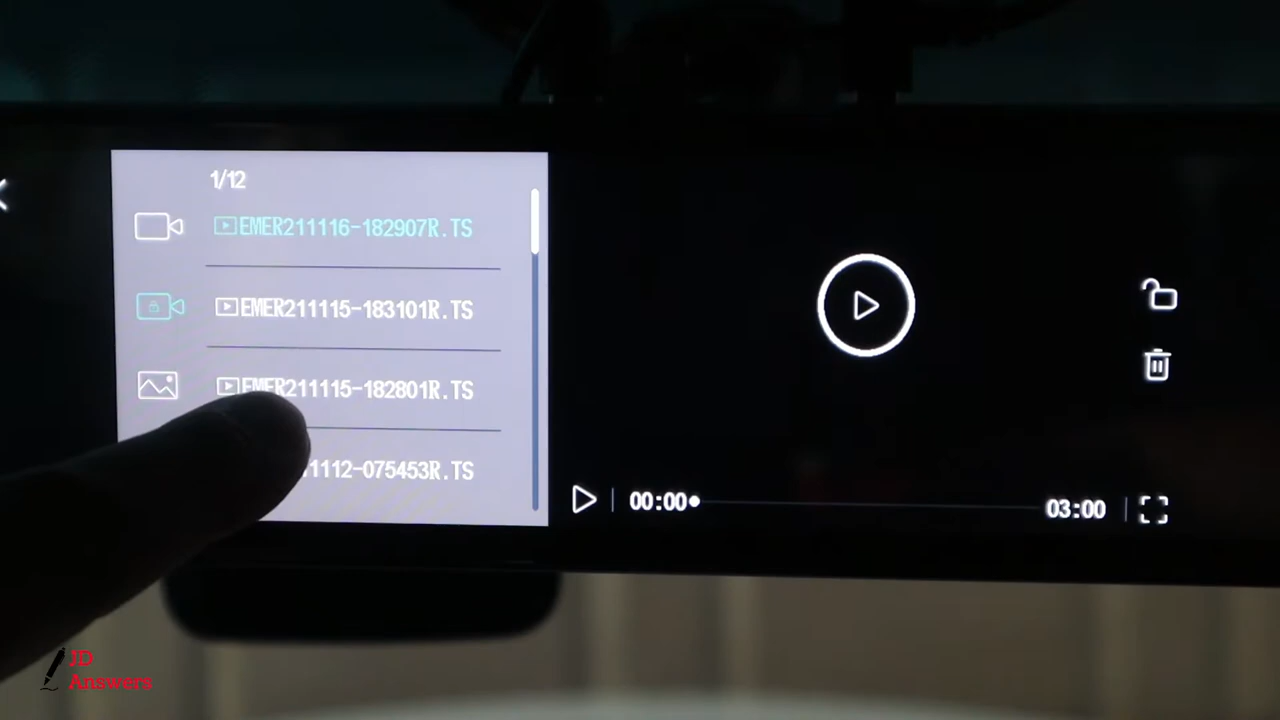 1/12
EMER211116-182907R.TS
EMER211115-183101R.TS
EMER211115-182801R.TS
1112-075453R.TS
00:00
03:00
JD
Answers